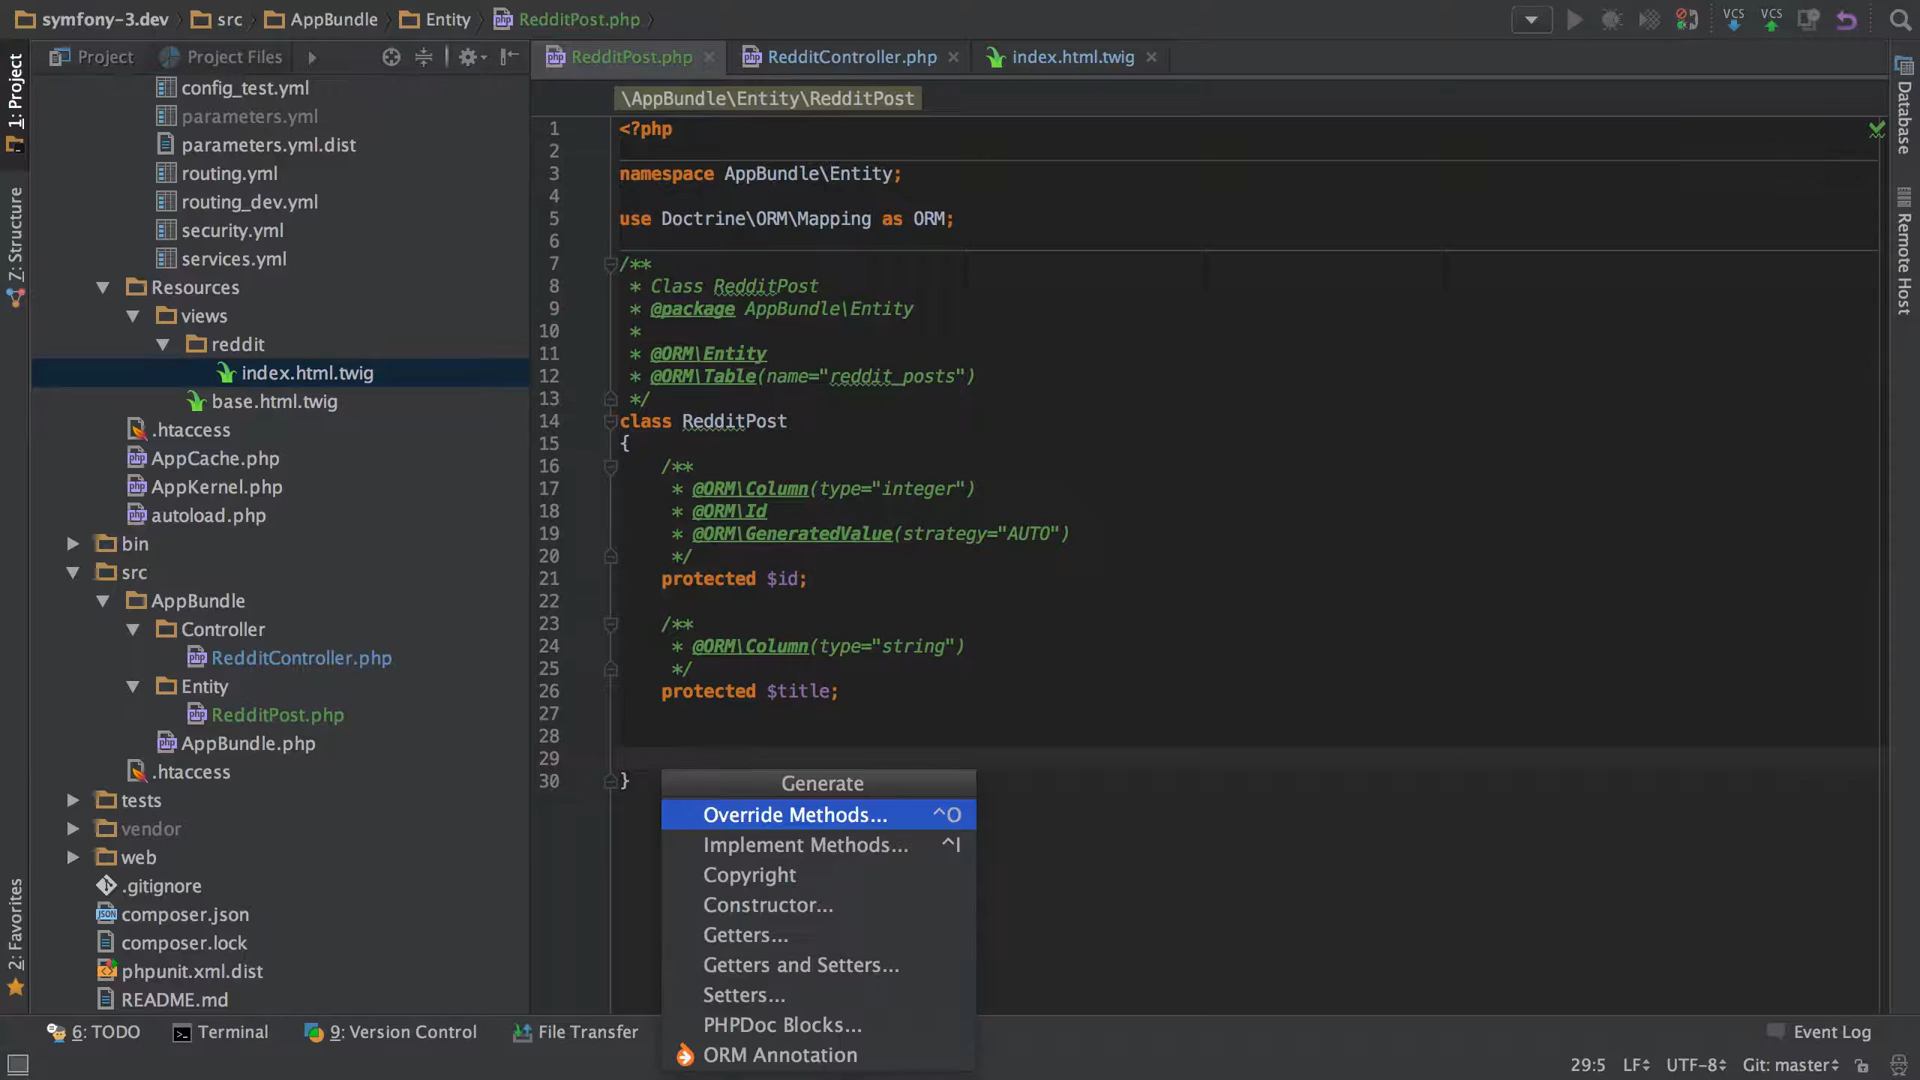 symfony-3.dev
src
AppBundle
Entity
RedditPost.php
VCS
VCS
1: Project
Z: Structure
2: Favorites
Project
Project Files
config_test.yml
parameters.yml
parameters.yml.dist
routing.yml
routing_dev.yml
security.yml
services.yml
Resources
views
reddit
index.html.twig
base.html.twig
.htaccess
AppCache.php
AppKernel.php
autoload.php
bin
src
AppBundle
Controller
RedditController.php
Entity
RedditPost.php
AppBundle.php
.htaccess
tests
vendor
web
.gitignore
composer.json
composer.lock
phpunit.xml.dist
README.md
RedditPost.php
RedditController.php
index.html.twig
\AppBundle\Entity\RedditPost
1 <?php
2
3 namespace AppBundle\Entity;
4
5 use Doctrine\ORM\Mapping as ORM;
6
7 /**
8 * Class RedditPost
9 * @package AppBundle\Entity
10 *
11 * @ORM\Entity
12 * @ORM\Table(name="reddit_posts")
13 */
14 class RedditPost
15 {
16 /**
17 * @ORM\Column(type="integer")
18 * @ORM\Id
19 * @ORM\GeneratedValue(strategy="AUTO")
20 */
21 protected $id;
22
23 /**
24 * @ORM\Column(type="string")
25 */
26 protected $title;
27
28
29
30 }
Generate
Override Methods... ^O
Implement Methods... ^I
Copyright
Constructor...
Getters...
Getters and Setters...
Setters...
PHPDoc Blocks...
ORM Annotation
Database
Remote Host
6: TODO
Terminal
9: Version Control
File Transfer
Event Log
29:5
LF
UTF-8
Git: master